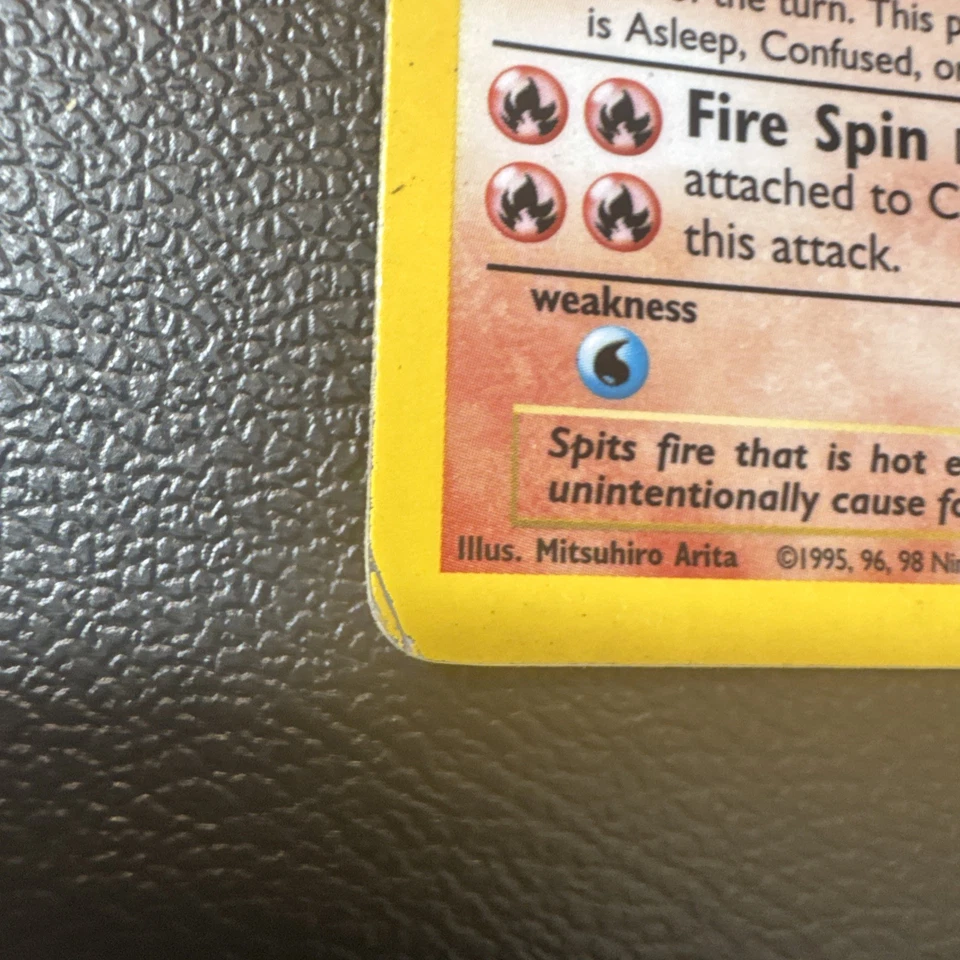 the turn. This
is Asleep, Confused,
Fire Spin
attached to
this attack.
weakness
Spits fire that is hot
unintentionally cause
Illus. Mitsuhiro Arita ©1995, 96, 98